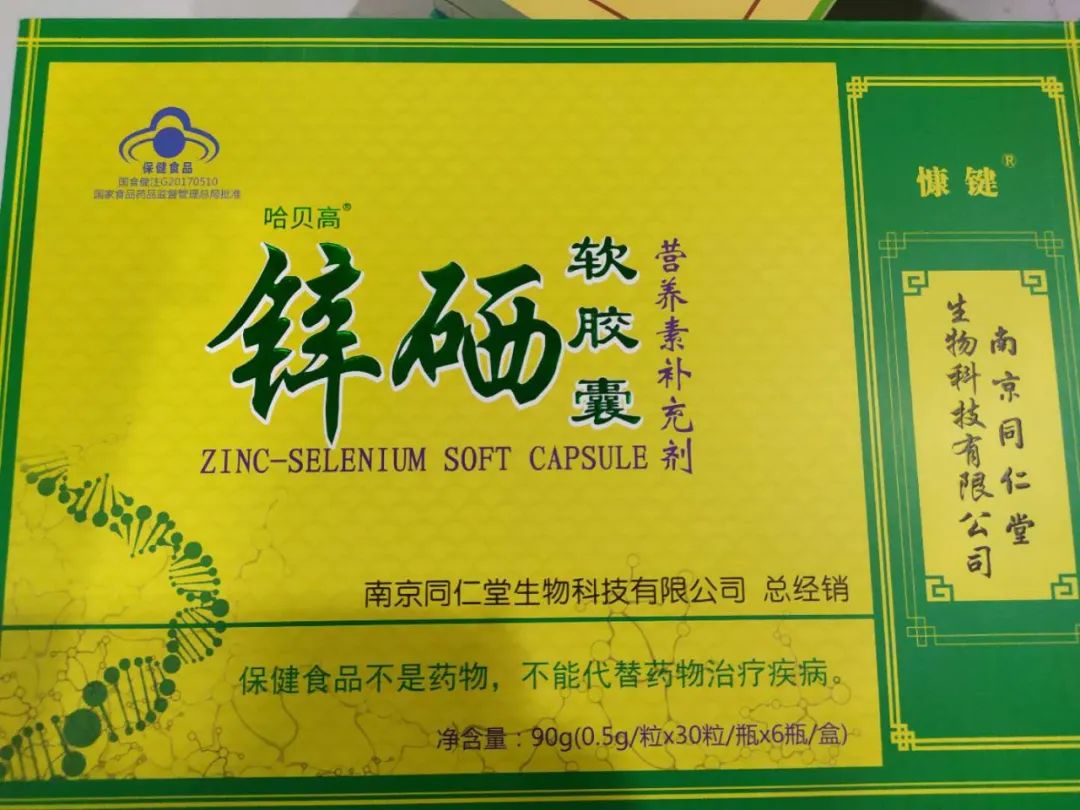 保健食品
国食健注G20170510
国家食品药品监督管理总局批准
哈贝高®
锌硒
软胶囊
营养素补充剂
ZINC-SELENIUM SOFT CAPSULE
南京同仁堂生物科技有限公司 总经销
保健食品不是药物，不能代替药物治疗疾病。
净含量：90g(0.5g/粒x30粒/瓶x6瓶/盒)
慷键®
南京同仁堂
生物科技有限公司